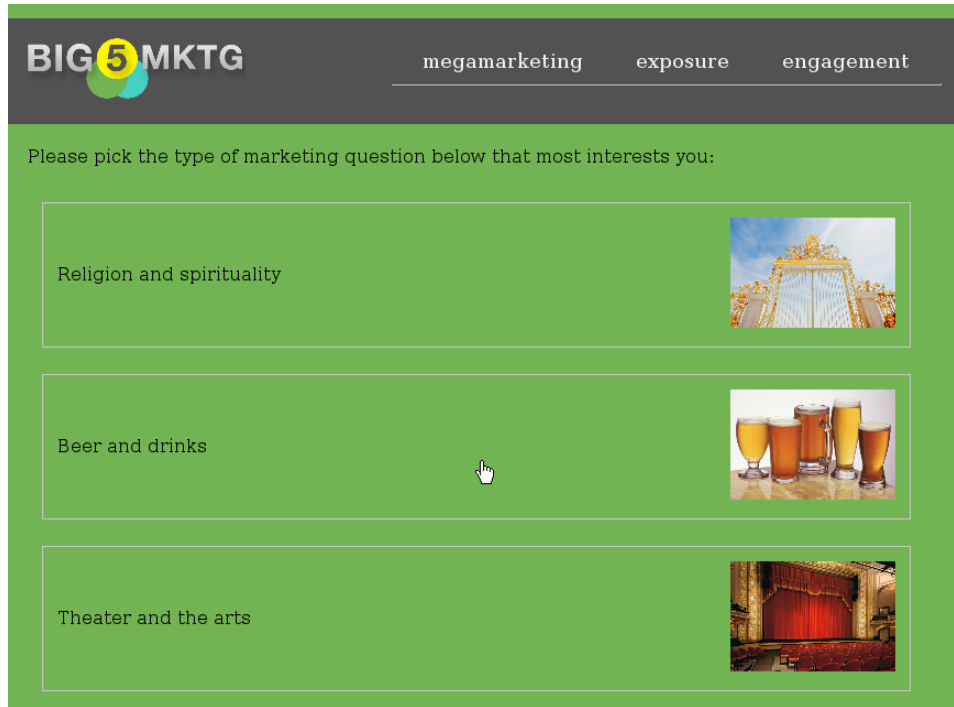 BIG5MKTG
megamarketing exposure engagement
Please pick the type of marketing question below that most interests you:
Religion and spirituality
Beer and drinks
Theater and the arts